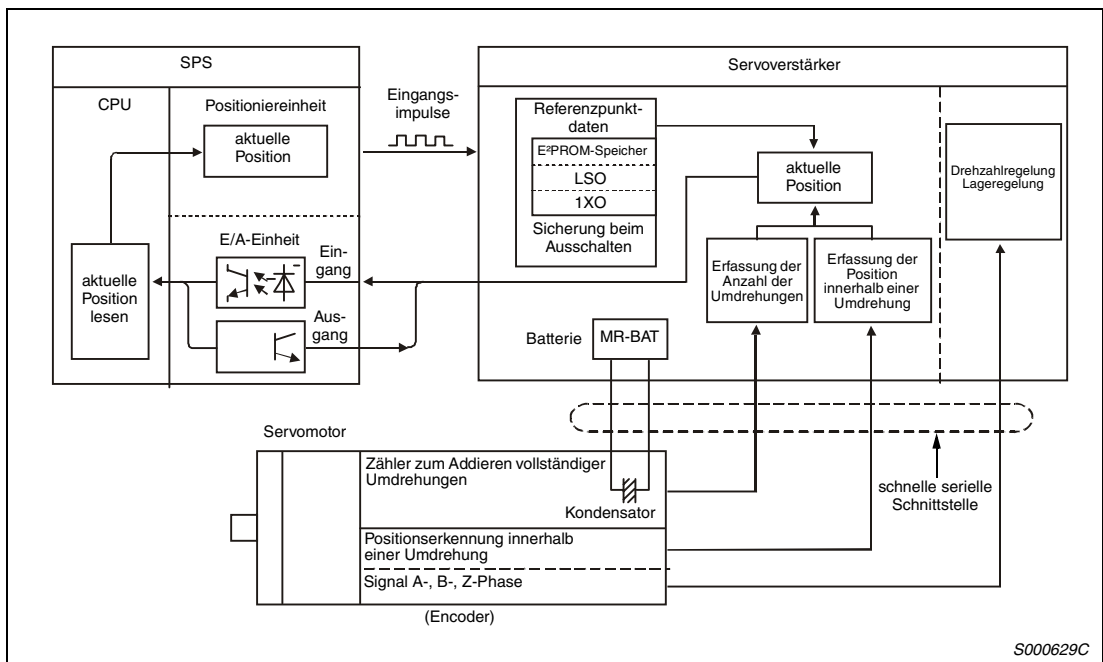 SPS
CPU
Positioniereinheit
aktuelle
Position
E/A-Einheit
Ein-
gang
aktuelle
Position
lesen
Aus-
gang
Eingangs-
impulse
Servoverstärker
Referenzpunkt-
daten
E²PROM-Speicher
LSO
1XO
Sicherung beim
Ausschalten
aktuelle
Position
Drehzahlregelung
Lageregelung
Erfassung der
Anzahl der
Umdrehungen
Erfassung der
Position
innerhalb einer
Umdrehung
Batterie
MR-BAT
Servomotor
Zähler zum Addieren vollständiger
Umdrehungen
Kondensator
Positionserkennung innerhalb
einer Umdrehung
Signal A-, B-, Z-Phase
(Encoder)
schnelle serielle
Schnittstelle
S000629C